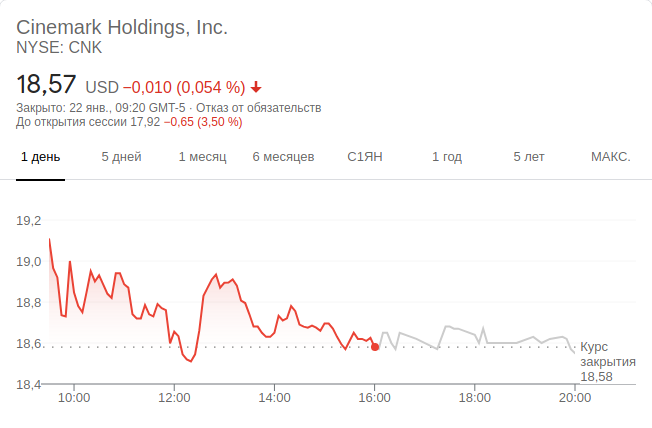 Cinemark Holdings, Inc.
NYSE: CNK
18,57 USD −0,010 (0,054 %)
Закрыто: 22 янв., 09:20 GMT-5 · Отказ от обязательств
До открытия сессии 17,92 −0,65 (3,50 %)
1 день 5 дней 1 месяц 6 месяцев С1ЯН 1 год 5 лет МАКС.
19,2
19,0
18,8
18,6
18,4
Курс
закрытия
18,58
10:00 12:00 14:00 16:00 18:00 20:00